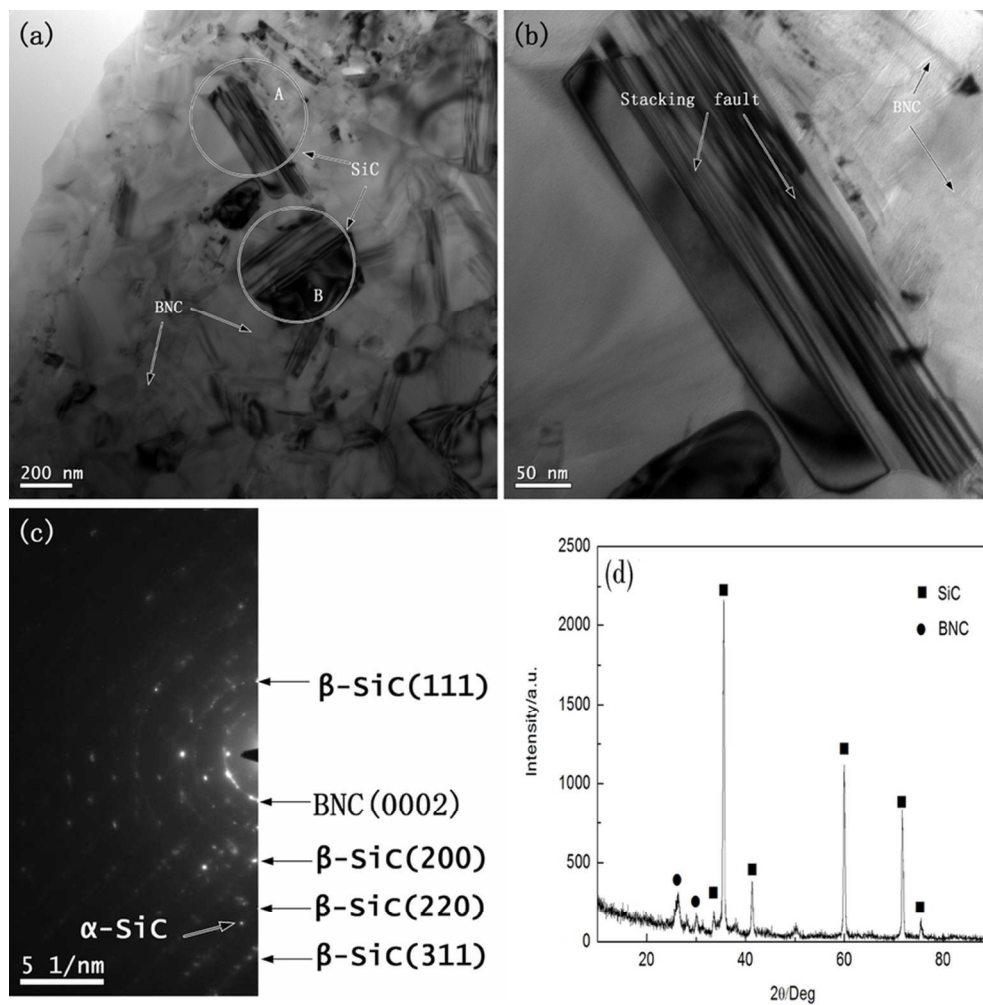 (a)
A
SiC
B
BNC
200 nm
(b)
Stacking fault
BNC
50 nm
(c)
β-SiC(111)
BNC(0002)
β-SiC(200)
β-SiC(220)
α-SiC
β-SiC(311)
5 1/nm
(d)
SiC
BNC
2500
2000
1500
1000
500
0
Intensity/a.u.
20
40
60
80
2θ/Deg